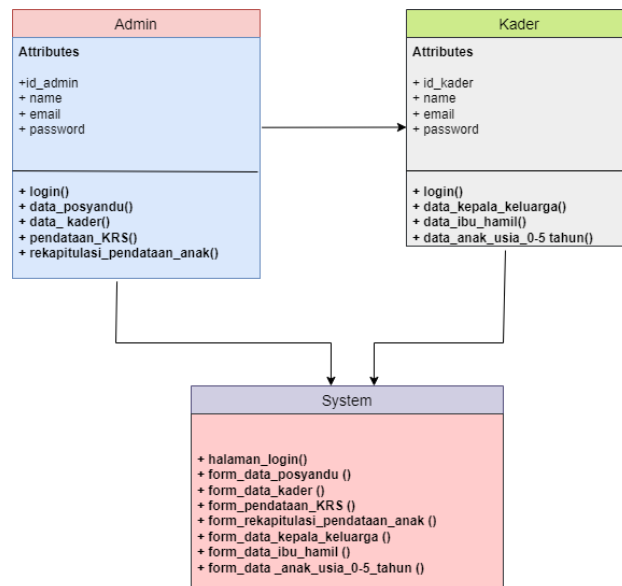 Admin
Attributes
+id_admin
+ name
+ email
+ password
+ login()
+ data_posyandu()
+ data_ kader()
+ pendataan_KRS()
+ rekapitulasi_pendataan_anak()
Kader
Attributes
+ id_kader
+ name
+ email
+ password
+ login()
+ data_kepala_keluarga()
+ data_ibu_hamil()
+ data_anak_usia_0-5 tahun()
System
+ halaman_login()
+ form_data_posyandu ()
+ form_data_kader ()
+ form_pendataan_KRS ()
+ form_rekapitulasi_pendataan_anak ()
+ form_data_kepala_keluarga ()
+ form_data_ibu_hamil ()
+ form_data _anak_usia_0-5_tahun ()